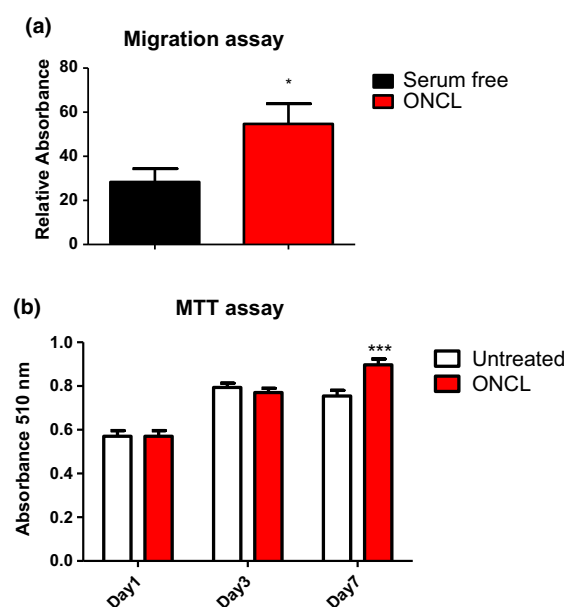 (a)
Migration assay
Relative Absorbance
80
60
40
20
0
*
Serum free
ONCL
(b)
MTT assay
Absorbance 510 nm
1.0
0.8
0.6
0.4
0.2
0.0
***
Untreated
ONCL
Day1
Day3
Day7